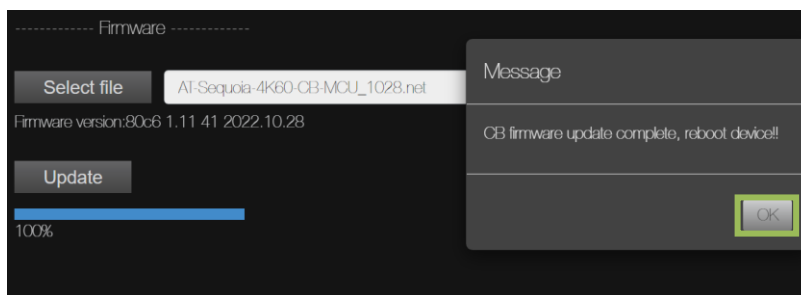 ------------- Firmware -------------
Select file
AT-Sequoia-4K60-CB-MCU_1028.net
Firmware version:80c6 1.11 41 2022.10.28
Update
100%
Message
CB firmware update complete, reboot device!!
OK